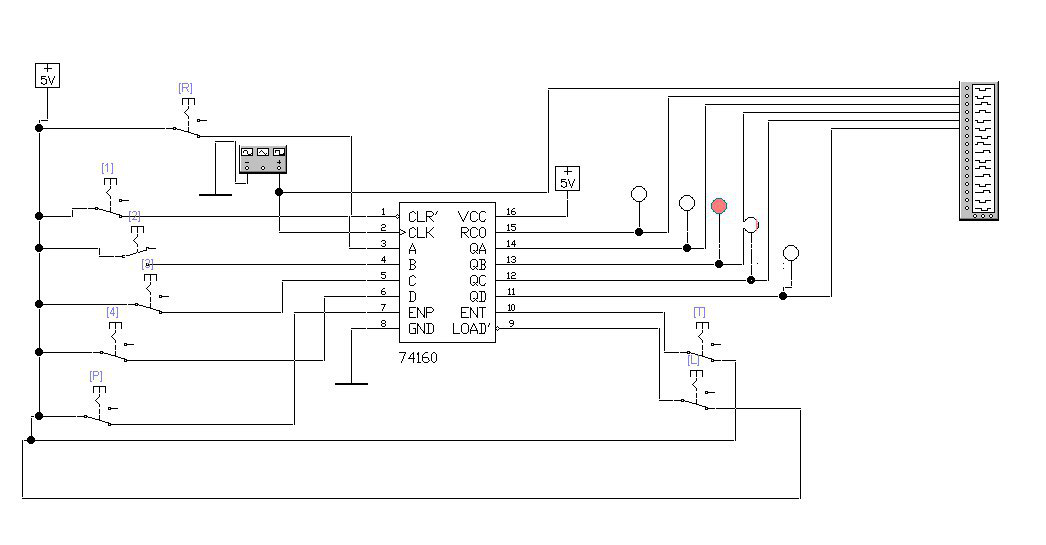 +
5V
[R]
[1]
[2]
[3]
[4]
[P]
- +
+
5V
1 CLR' VCC 16
2 CLK RCO 15
3 A QA 14
4 B QB 13
5 C QC 12
6 D QD 11
7 ENP ENT 10
8 GND LOAD' 9
74160
[T]
[L]